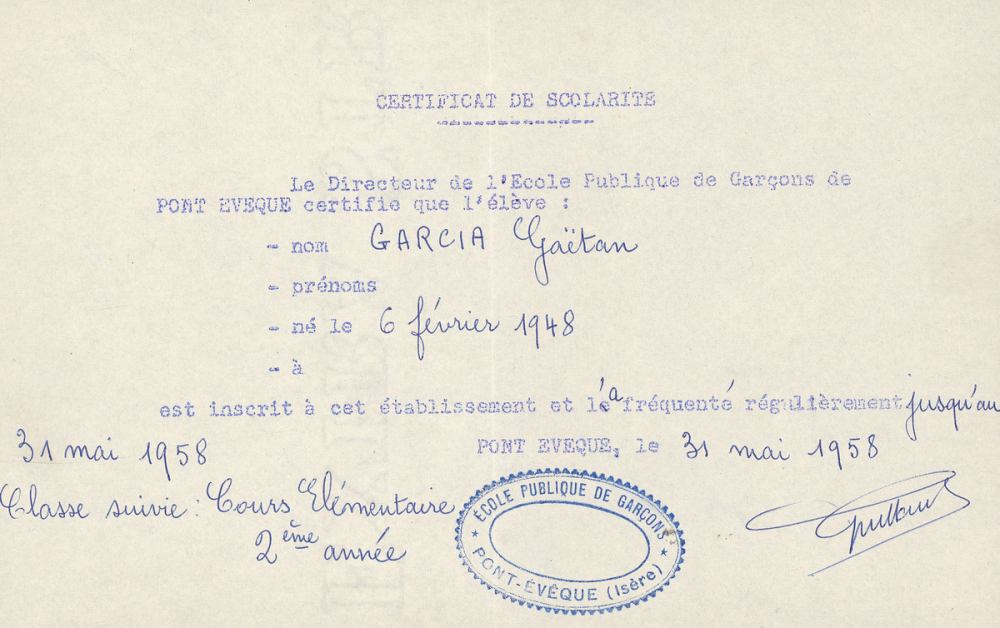 CERTIFICAT DE SCOLARITE
Le Directeur de l'Ecole Publique de Garçons de
PONT EVEQUE certifie que l'élève :
- nom GARCIA Gaëtan
- prénoms
- né le 6 février 1948
- à
est inscrit à cet établissement et l'a fréquenté régulièrement jusqu'au
31 mai 1958
PONT EVEQUE, le 31 mai 1958
Classe suivie : Cours Elémentaire
2ème année
ÉCOLE PUBLIQUE DE GARÇONS
PONT-ÉVÊQUE (Isère)